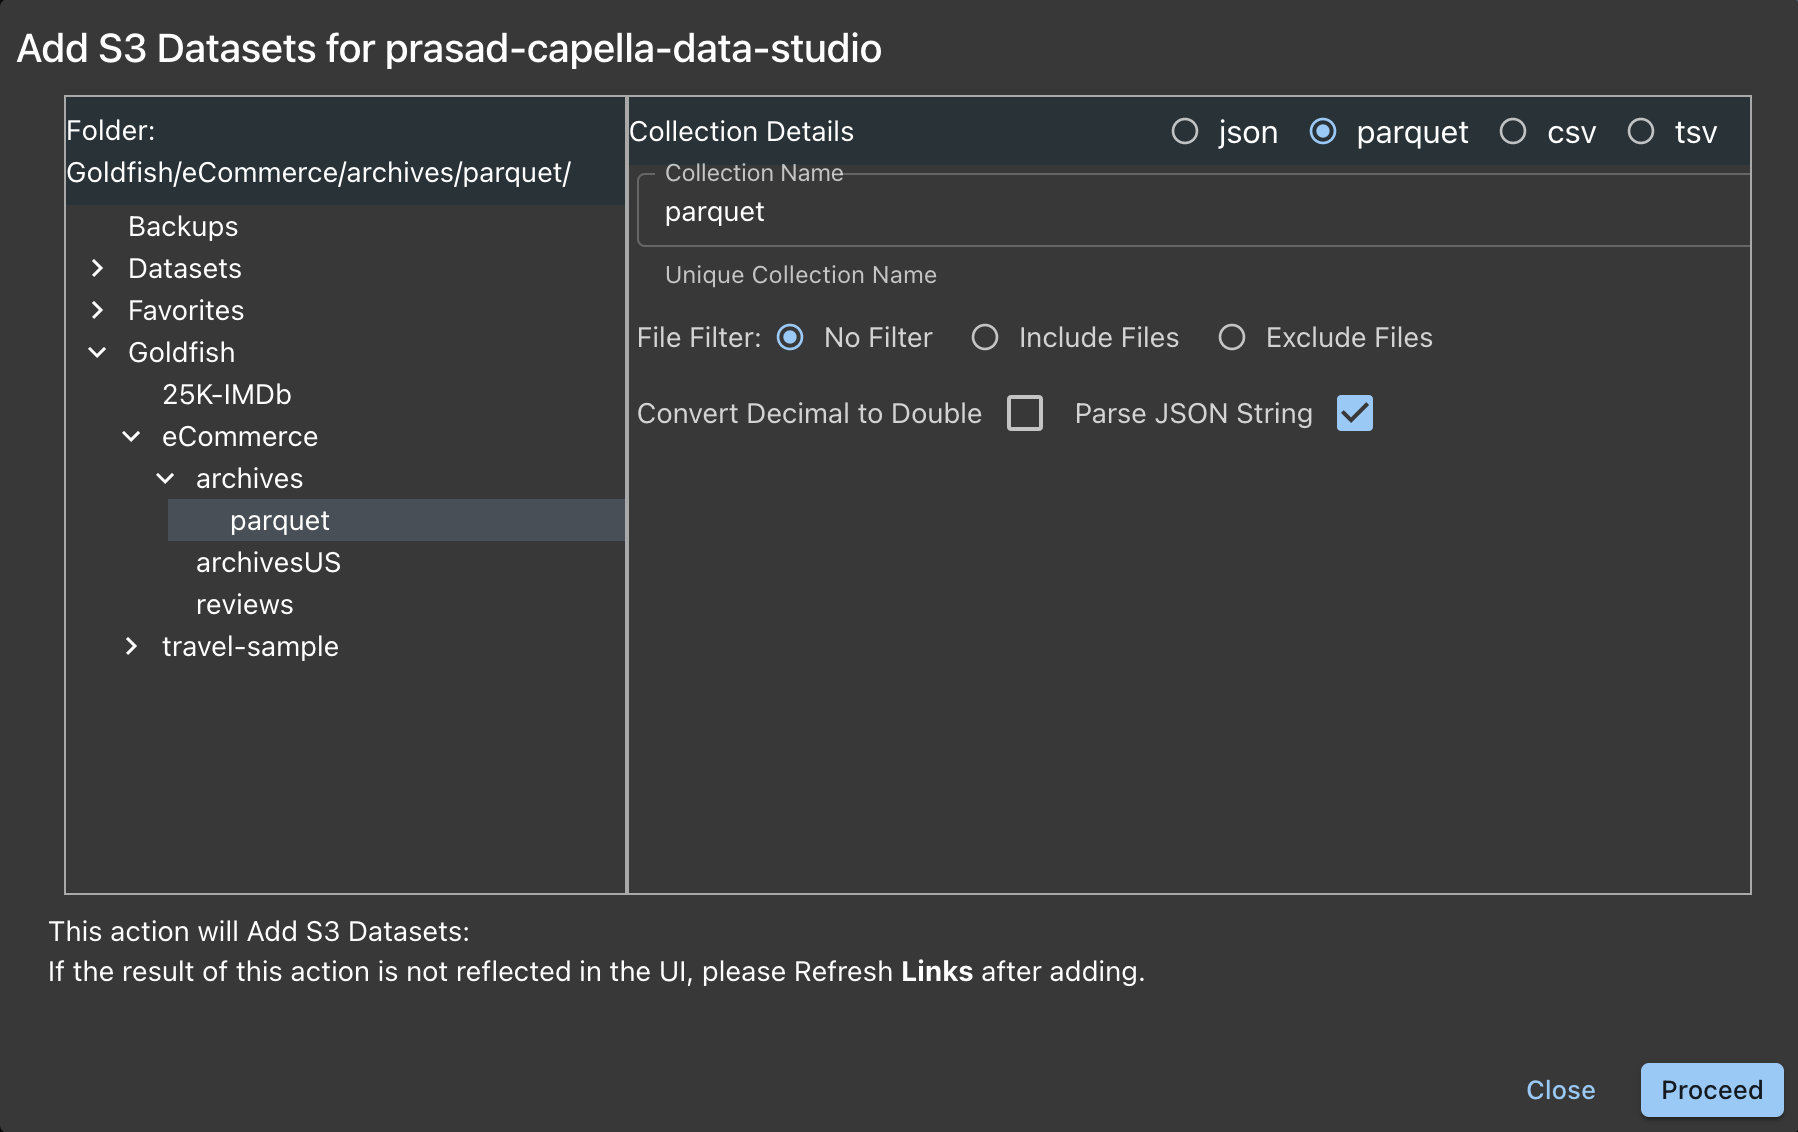 Add S3 Datasets for prasad-capella-data-studio
Folder:
Goldfish/eCommerce/archives/parquet/
Backups
Datasets
Favorites
Goldfish
25K-IMDb
eCommerce
archives
parquet
archivesUS
reviews
travel-sample
Collection Details json parquet csv tsv
Collection Name
parquet
Unique Collection Name
File Filter: No Filter Include Files Exclude Files
Convert Decimal to Double Parse JSON String
This action will Add S3 Datasets:
If the result of this action is not reflected in the UI, please Refresh Links after adding.
Close Proceed